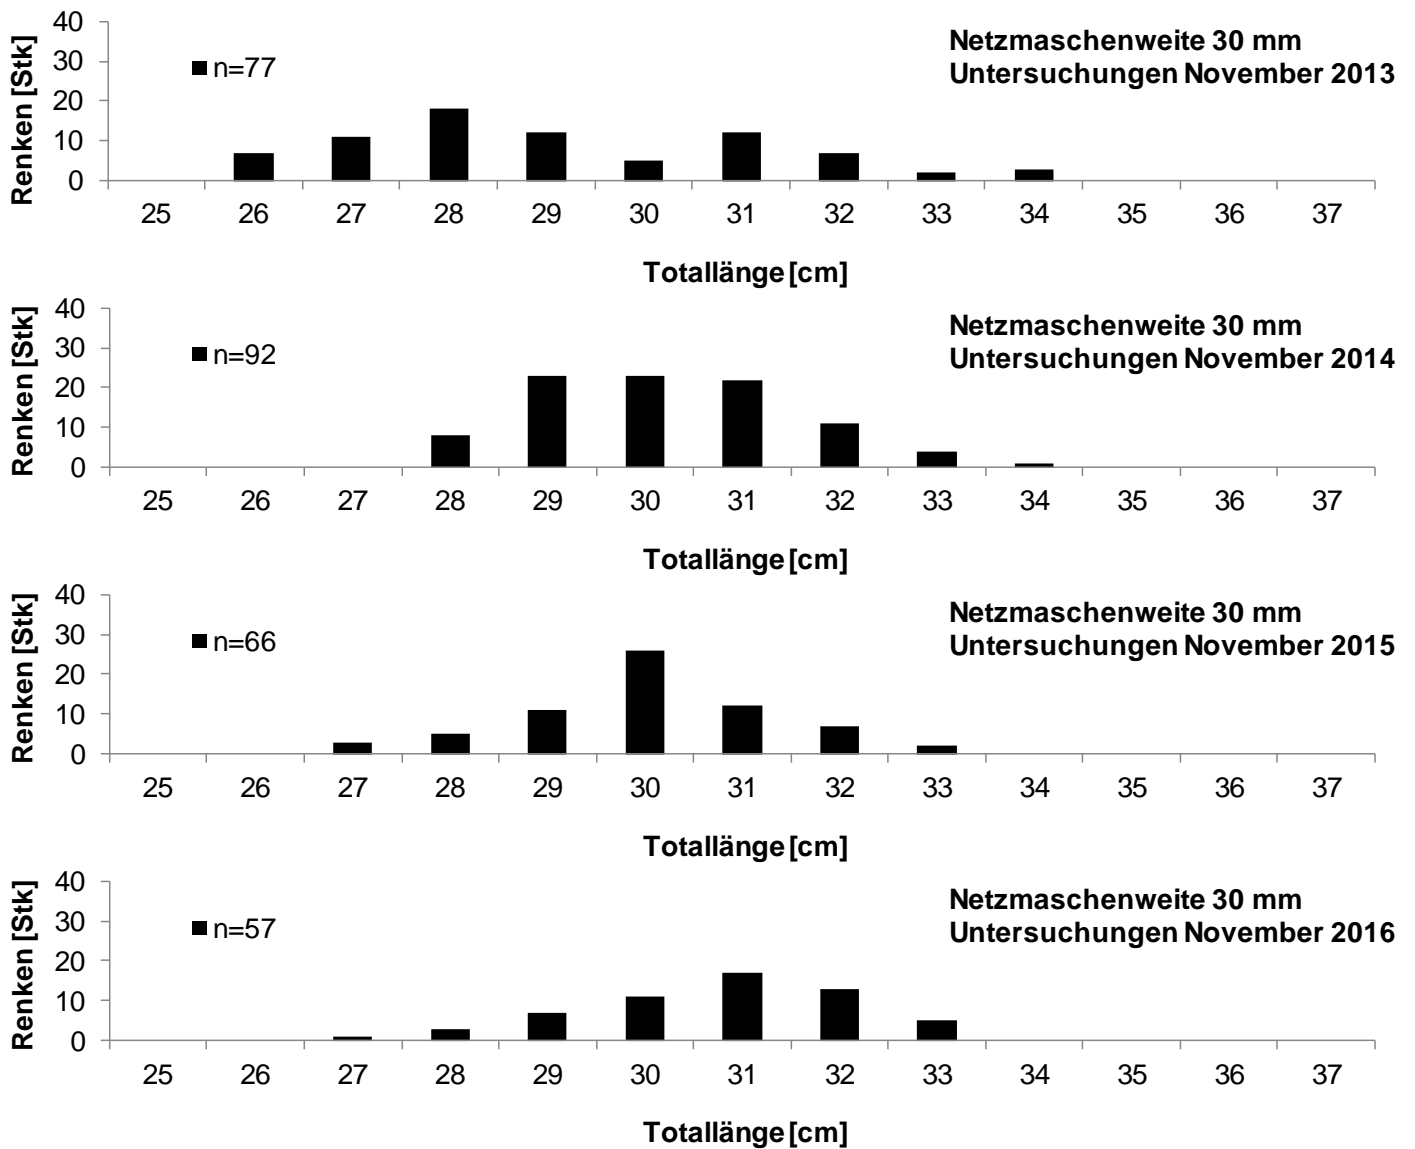 40
30
20
10
0
Renken [Stk]
n=77
Netzmaschenweite 30 mm
Untersuchungen November 2013
25 26 27 28 29 30 31 32 33 34 35 36 37
Totallänge [cm]
40
30
20
10
0
Renken [Stk]
n=92
Netzmaschenweite 30 mm
Untersuchungen November 2014
25 26 27 28 29 30 31 32 33 34 35 36 37
Totallänge [cm]
40
30
20
10
0
Renken [Stk]
n=66
Netzmaschenweite 30 mm
Untersuchungen November 2015
25 26 27 28 29 30 31 32 33 34 35 36 37
Totallänge [cm]
40
30
20
10
0
Renken [Stk]
n=57
Netzmaschenweite 30 mm
Untersuchungen November 2016
25 26 27 28 29 30 31 32 33 34 35 36 37
Totallänge [cm]